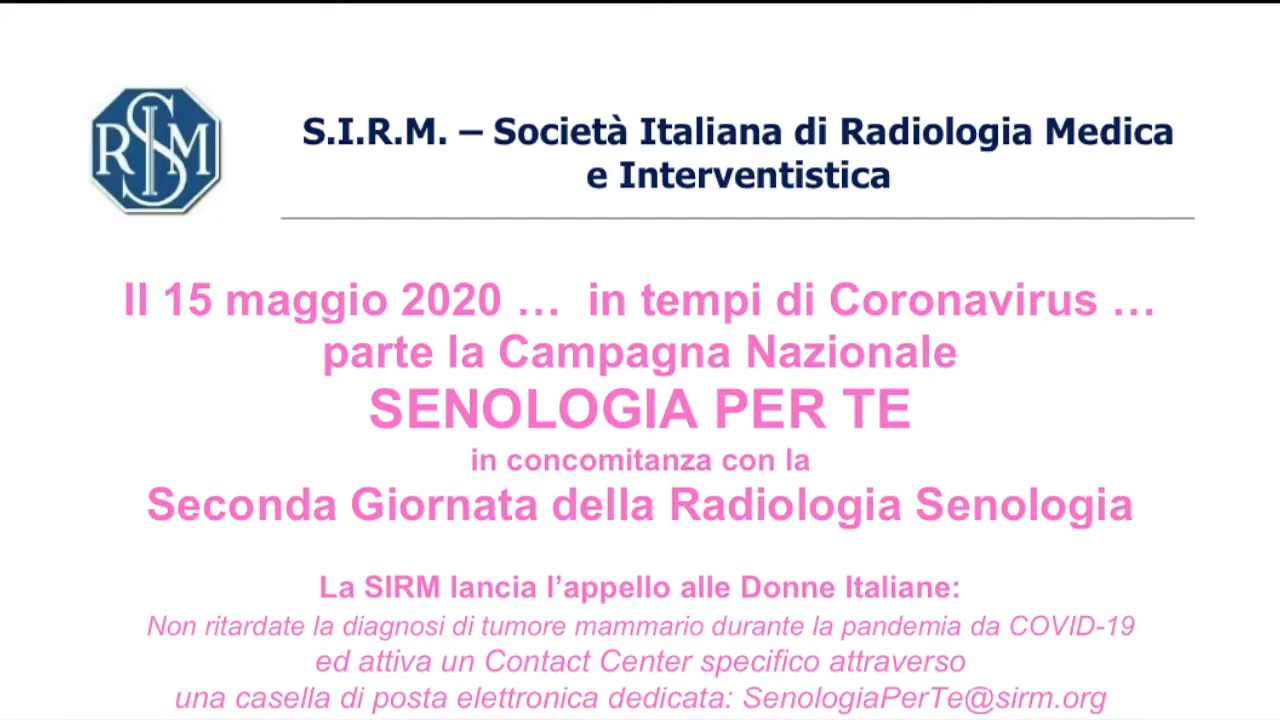 SIRM
S.I.R.M. – Società Italiana di Radiologia Medica
e Interventistica
Il 15 maggio 2020 … in tempi di Coronavirus …
parte la Campagna Nazionale
SENOLOGIA PER TE
in concomitanza con la
Seconda Giornata della Radiologia Senologia
La SIRM lancia l’appello alle Donne Italiane:
Non ritardate la diagnosi di tumore mammario durante la pandemia da COVID-19
ed attiva un Contact Center specifico attraverso
una casella di posta elettronica dedicata: SenologiaPerTe@sirm.org